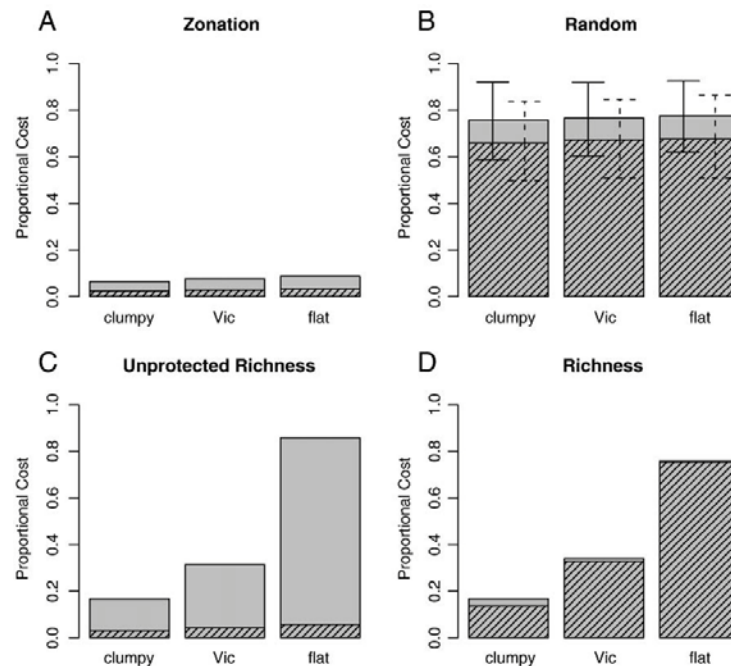 A
Zonation
Proportional Cost
1.0
0.8
0.6
0.4
0.2
0.0
clumpy
Vic
flat
B
Random
Proportional Cost
1.0
0.8
0.6
0.4
0.2
0.0
clumpy
Vic
flat
C
Unprotected Richness
Proportional Cost
1.0
0.8
0.6
0.4
0.2
0.0
clumpy
Vic
flat
D
Richness
Proportional Cost
1.0
0.8
0.6
0.4
0.2
0.0
clumpy
Vic
flat